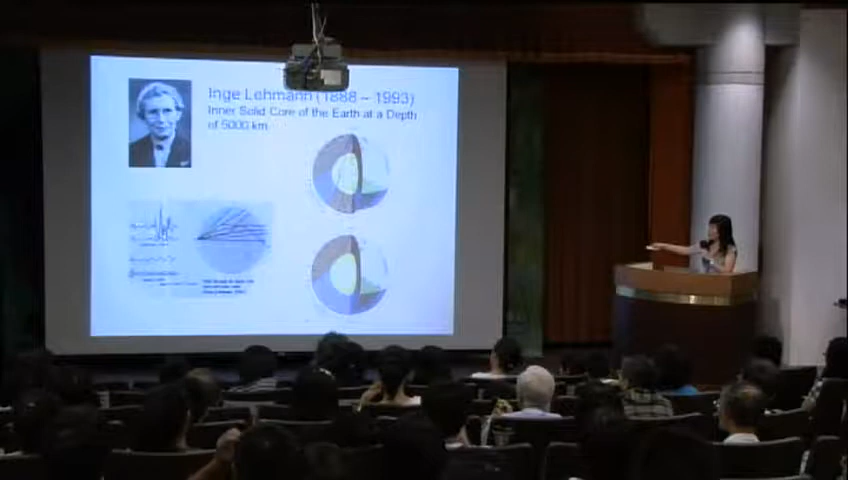 Inge Lehmann (1888 – 1993)
Inner Solid Core of the Earth at a Depth
of 5000 km